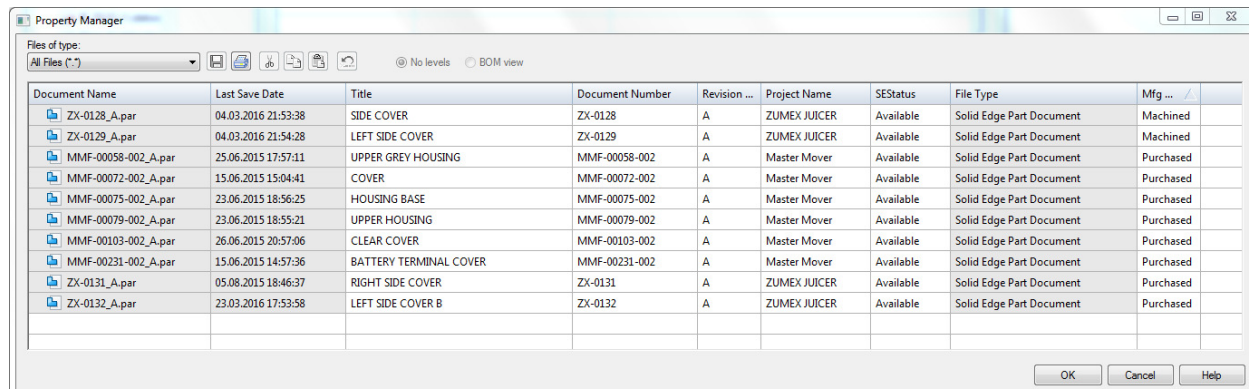 Property Manager
Files of type:
All Files (*.*)
No levels BOM view
Document Name Last Save Date Title Document Number Revision ... Project Name SEStatus File Type Mfg ...
ZX-0128_A.par 04.03.2016 21:53:38 SIDE COVER ZX-0128 A ZUMEX JUICER Available Solid Edge Part Document Machined
ZX-0129_A.par 04.03.2016 21:54:28 LEFT SIDE COVER ZX-0129 A ZUMEX JUICER Available Solid Edge Part Document Machined
MMF-00058-002_A.par 25.06.2015 17:57:11 UPPER GREY HOUSING MMF-00058-002 A Master Mover Available Solid Edge Part Document Purchased
MMF-00072-002_A.par 15.06.2015 15:04:41 COVER MMF-00072-002 A Master Mover Available Solid Edge Part Document Purchased
MMF-00075-002_A.par 23.06.2015 18:56:25 HOUSING BASE MMF-00075-002 A Master Mover Available Solid Edge Part Document Purchased
MMF-00079-002_A.par 23.06.2015 18:55:21 UPPER HOUSING MMF-00079-002 A Master Mover Available Solid Edge Part Document Purchased
MMF-00103-002_A.par 26.06.2015 20:57:06 CLEAR COVER MMF-00103-002 A Master Mover Available Solid Edge Part Document Purchased
MMF-00231-002_A.par 15.06.2015 14:57:36 BATTERY TERMINAL COVER MMF-00231-002 A Master Mover Available Solid Edge Part Document Purchased
ZX-0131_A.par 05.08.2015 18:46:37 RIGHT SIDE COVER ZX-0131 A ZUMEX JUICER Available Solid Edge Part Document Purchased
ZX-0132_A.par 23.03.2016 17:53:58 LEFT SIDE COVER B ZX-0132 A ZUMEX JUICER Available Solid Edge Part Document Purchased
OK Cancel Help